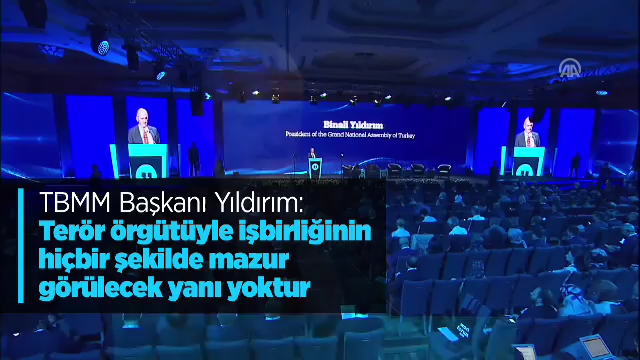 AA
Binali Yıldırım
President of the Grand National Assembly of Turkey
TBMM Başkanı Yıldırım:
Terör örgütüyle işbirliğinin
hiçbir şekilde mazur
görülecek yanı yoktur